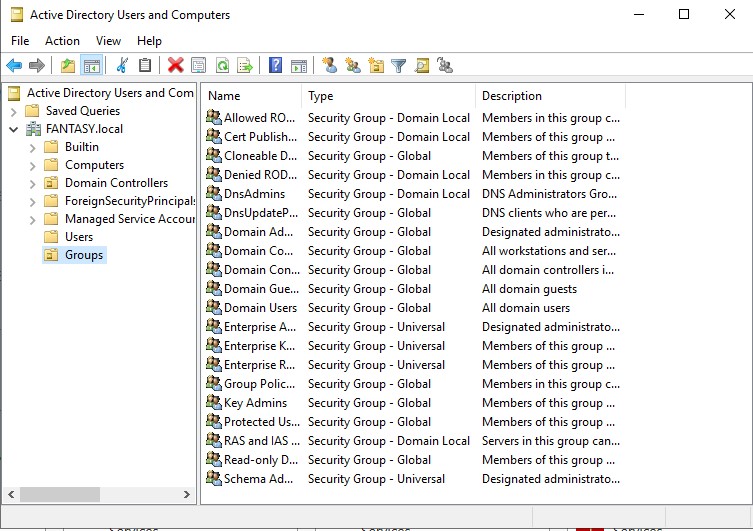 Active Directory Users and Computers
File Action View Help
Active Directory Users and Com
Saved Queries
FANTASY.local
Builtin
Computers
Domain Controllers
ForeignSecurityPrincipals
Managed Service Accour
Users
Groups
Name Type Description
Allowed RO... Security Group - Domain Local Members in this group c...
Cert Publish... Security Group - Domain Local Members of this group ...
Cloneable D... Security Group - Global Members of this group t...
Denied ROD... Security Group - Domain Local Members in this group c...
DnsAdmins Security Group - Domain Local DNS Administrators Gro...
DnsUpdateP... Security Group - Global DNS clients who are per...
Domain Ad... Security Group - Global Designated administrato...
Domain Co... Security Group - Global All workstations and ser...
Domain Con... Security Group - Global All domain controllers i...
Domain Gue... Security Group - Global All domain guests
Domain Users Security Group - Global All domain users
Enterprise A... Security Group - Universal Designated administrato...
Enterprise K... Security Group - Universal Members of this group ...
Enterprise R... Security Group - Universal Members of this group ...
Group Polic... Security Group - Global Members in this group c...
Key Admins Security Group - Global Members of this group ...
Protected Us... Security Group - Global Members of this group ...
RAS and IAS ... Security Group - Domain Local Servers in this group can...
Read-only D... Security Group - Global Members of this group ...
Schema Ad... Security Group - Universal Designated administrato...
Services Services Services